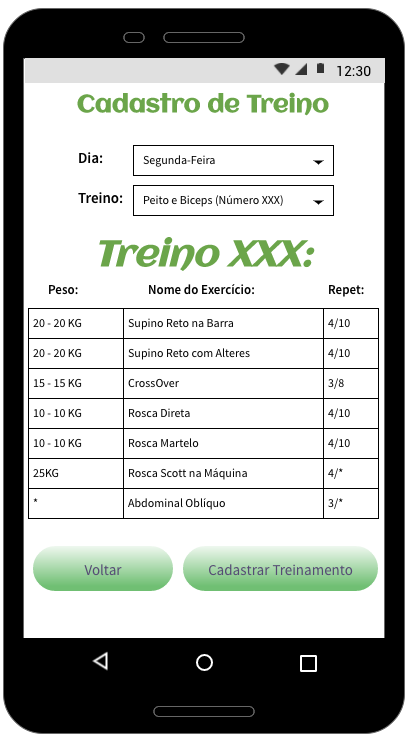 12:30
Cadastro de Treino
Dia: Segunda-Feira
Treino: Peito e Biceps (Número XXX)
Treino XXX:
Peso: Nome do Exercício: Repet:
20 - 20 KG Supino Reto na Barra 4/10
20 - 20 KG Supino Reto com Alteres 4/10
15 - 15 KG CrossOver 3/8
10 - 10 KG Rosca Direta 4/10
10 - 10 KG Rosca Martelo 4/10
25KG Rosca Scott na Máquina 4/*
* Abdominal Oblíquo 3/*
Voltar Cadastrar Treinamento